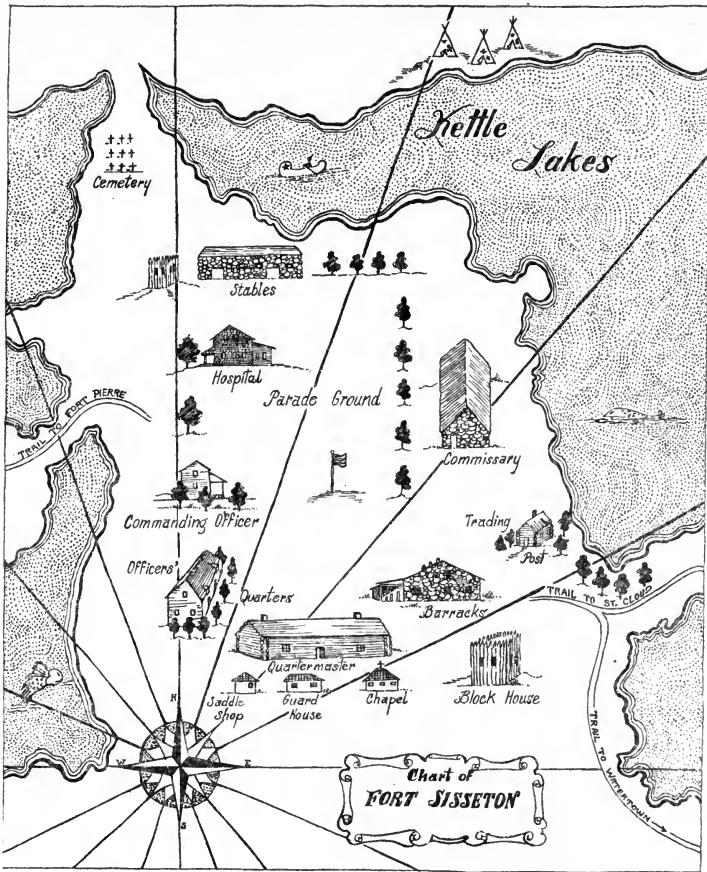 Kettle
Lakes
Cemetery
Stables
Hospital
Parade Ground
TRAIL TO FORT PIERRE
Commissary
Commanding Officer
Trading
Post
Officers'
Quarters
Barracks
TRAIL TO ST. CLOUD
Quartermaster
Saddle
Shop
Guard
House
Chapel
Block House
TRAIL TO WATERTOWN
N
W
E
S
Chart of
FORT SISSETON